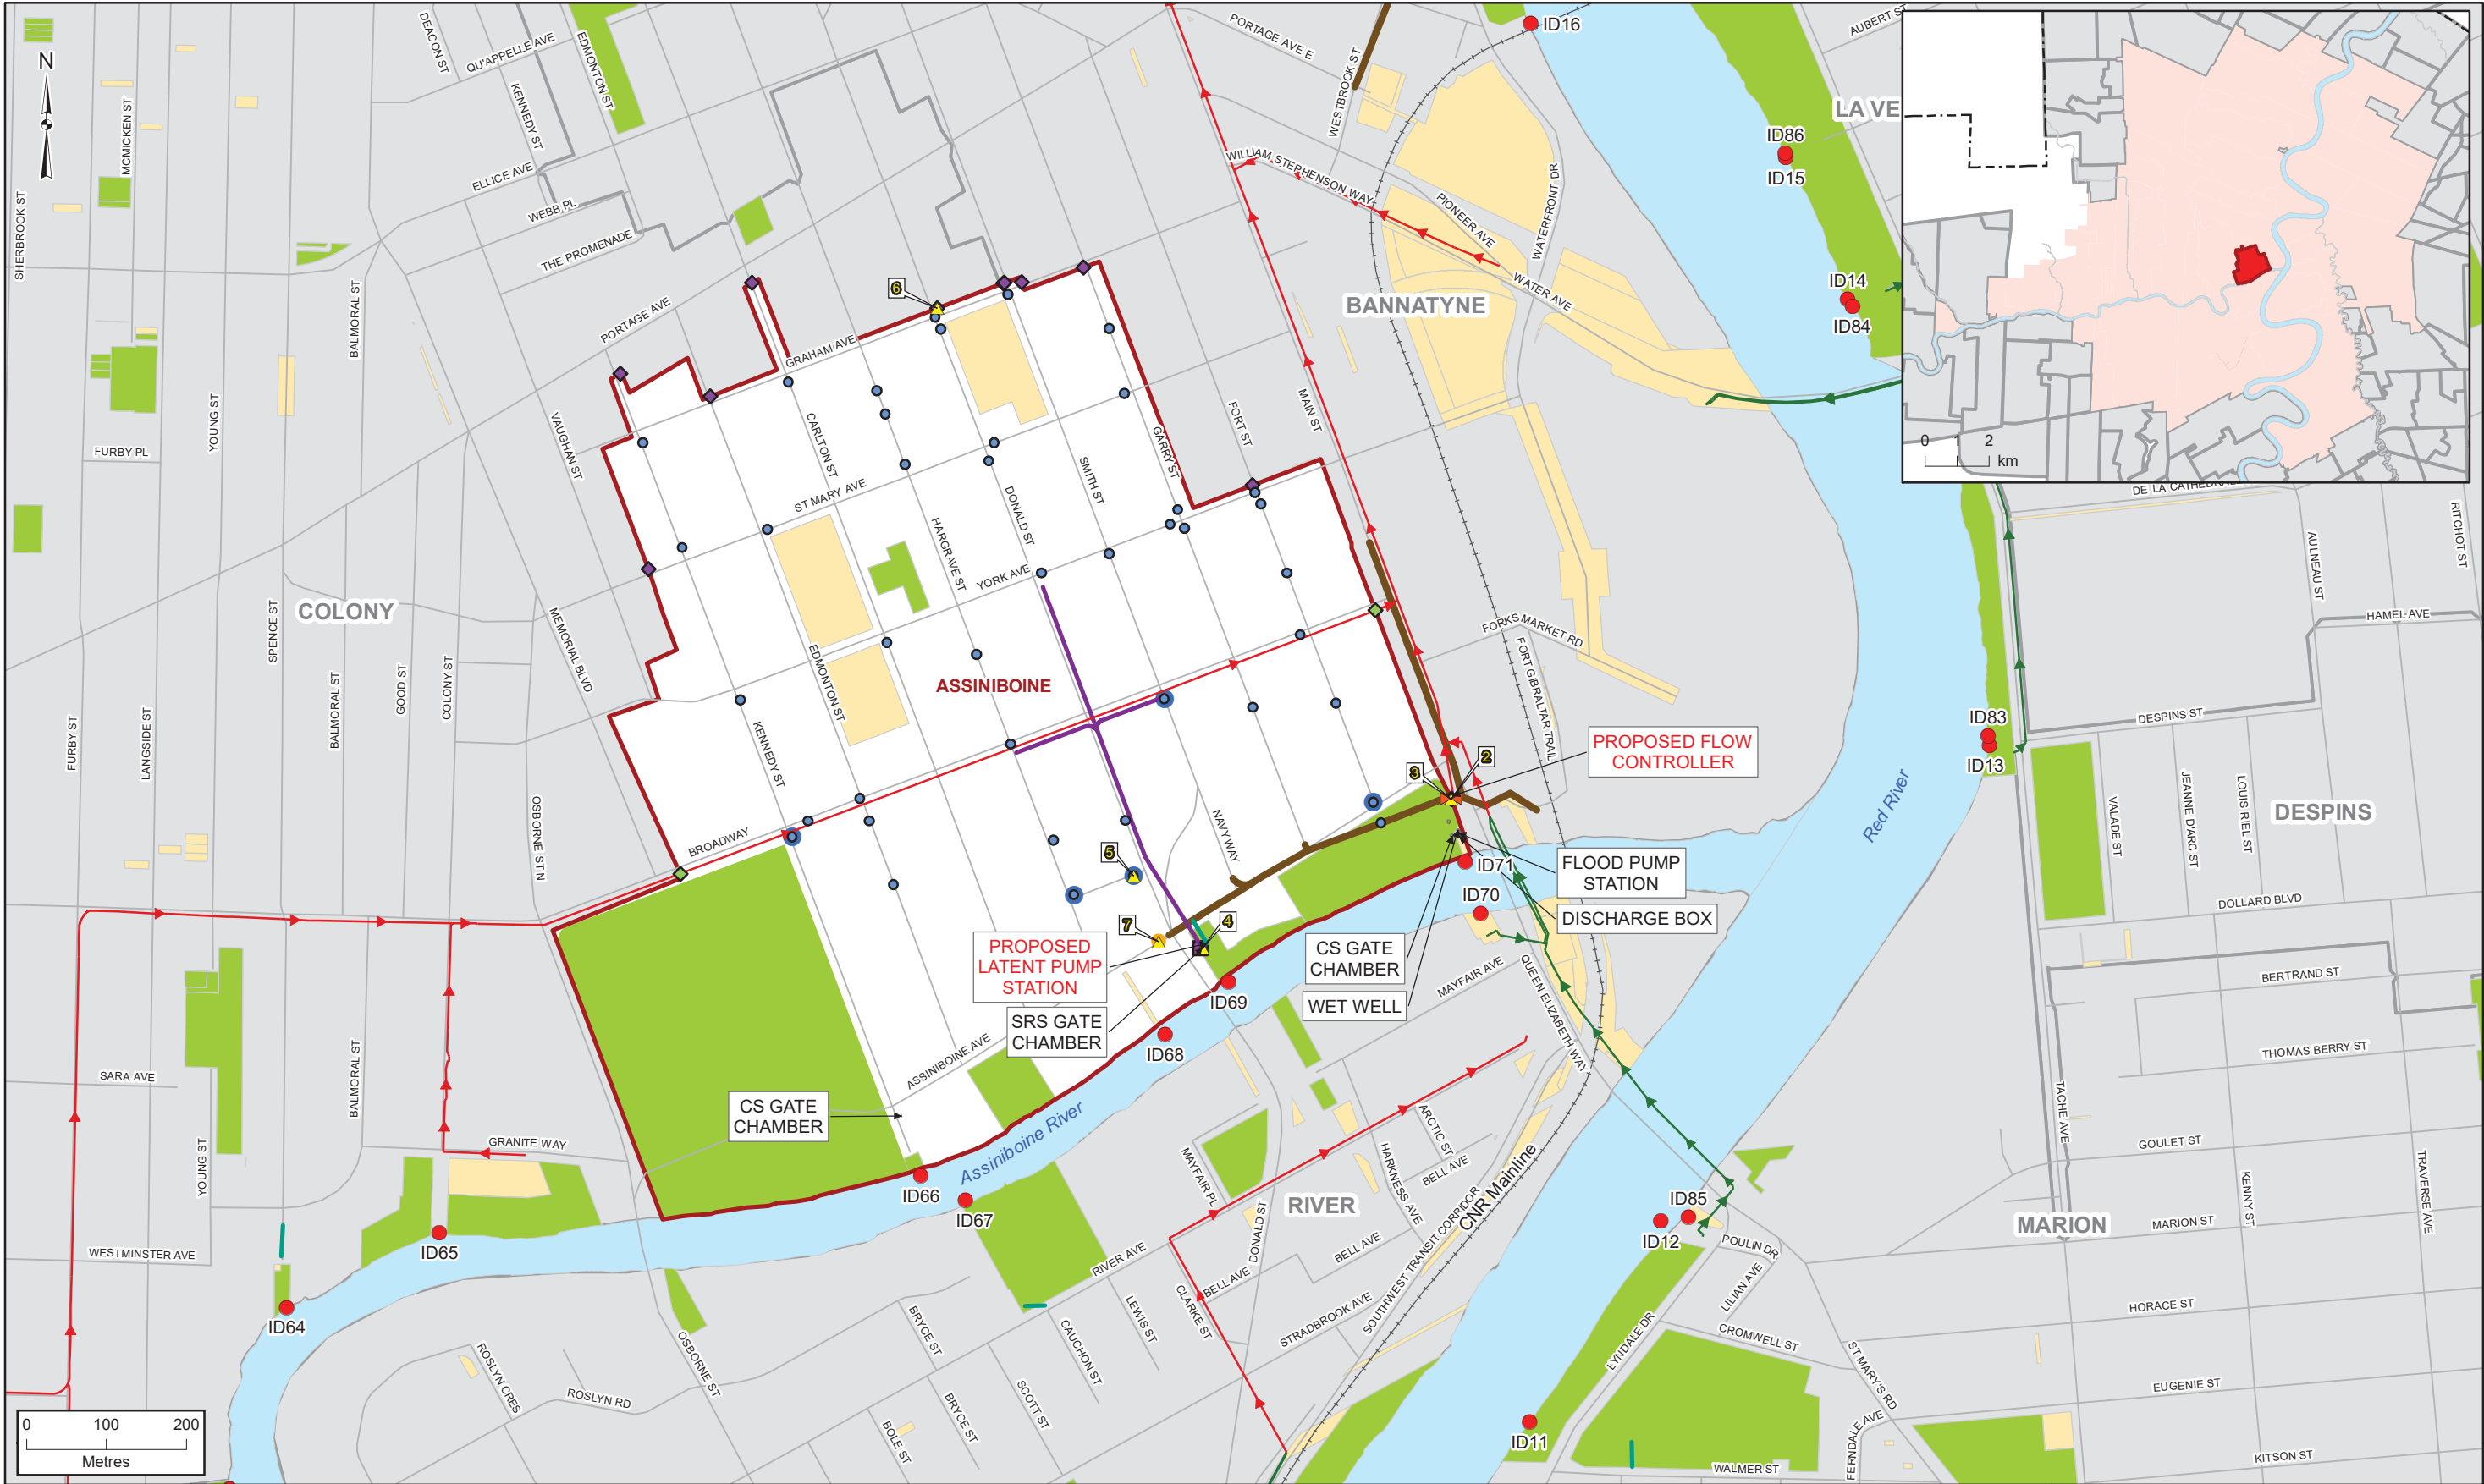 N
DEACON ST
QU'APPELLE AVE
EDMONTON ST
KENNEDY ST
MCMICKEN ST
SHERBROOK ST
ELLICE AVE
WEBB PL
THE PROMENADE
PORTAGE AVE
BALMORAL ST
VAUGHAN ST
YOUNG ST
FURBY PL
PORTAGE AVE E
WESTBROOK ST
ID16
AUBERT ST
LA VE
WILLIAM STEPHENSON WAY
PIONEER AVE
WATERFRONT DR
WATER AVE
BANNATYNE
ID86
ID15
ID14
ID84
0 1 2
km
6
GRAHAM AVE
CARLTON ST
ST MARY AVE
HARGRAVE ST
DONALD ST
SMITH ST
GARRY ST
FORT ST
MAIN ST
YORK AVE
DE LA CATHEDRAL
RITCHOT ST
AULNEAU ST
HAMEL AVE
COLONY
SPENCE ST
BALMORAL ST
GOOD ST
COLONY ST
MEMORIAL BLVD
FURBY ST
LANGSIDE ST
OSBORNE ST N
ASSINIBOINE
EDMONTON ST
KENNEDY ST
BROADWAY
NAVY WAY
FORKS MARKET RD
FORT GIBRALTAR TRAIL
PROPOSED FLOW
CONTROLLER
2
3
5
7
4
FLOOD PUMP
STATION
DISCHARGE BOX
ID71
ID70
CS GATE
CHAMBER
WET WELL
PROPOSED
LATENT PUMP
STATION
SRS GATE
CHAMBER
ID69
ID68
CS GATE
CHAMBER
ASSINIBOINE AVE
Assiniboine River
ID66
ID67
Red River
ID83
ID13
DESPINS ST
VALADE ST
JEANNE D'ARC ST
LOUIS RIEL ST
DESPINS
DOLLARD BLVD
BERTRAND ST
THOMAS BERRY ST
TACHE AVE
GOULET ST
KENNY ST
TRAVERSE AVE
MARION
MARION ST
HORACE ST
EUGENIE ST
KITSON ST
MAYFAIR AVE
QUEEN ELIZABETH WAY
ARCTIC ST
HARKNESS AVE
BELL AVE
MAYFAIR PL
DONALD ST
RIVER
BELL AVE
BELL AVE
SOUTHWEST TRANSIT CORRIDOR
CNR Mainline
ID85
ID12
POULIN DR
LILIAN AVE
LYNDALE DR
CROMWELL ST
ST MARY'S RD
FERNDALE AVE
WALMER ST
ID11
RIVER AVE
CLARKE ST
STRADBROOK AVE
LEWIS ST
CAUCHON ST
BRYCE ST
SCOTT ST
BRYCE ST
BOLE ST
OSBORNE ST
ROSLYN CRES
ROSLYN RD
SARA AVE
BALMORAL ST
YOUNG ST
GRANITE WAY
WESTMINSTER AVE
ID65
ID64
0 100 200
Metres